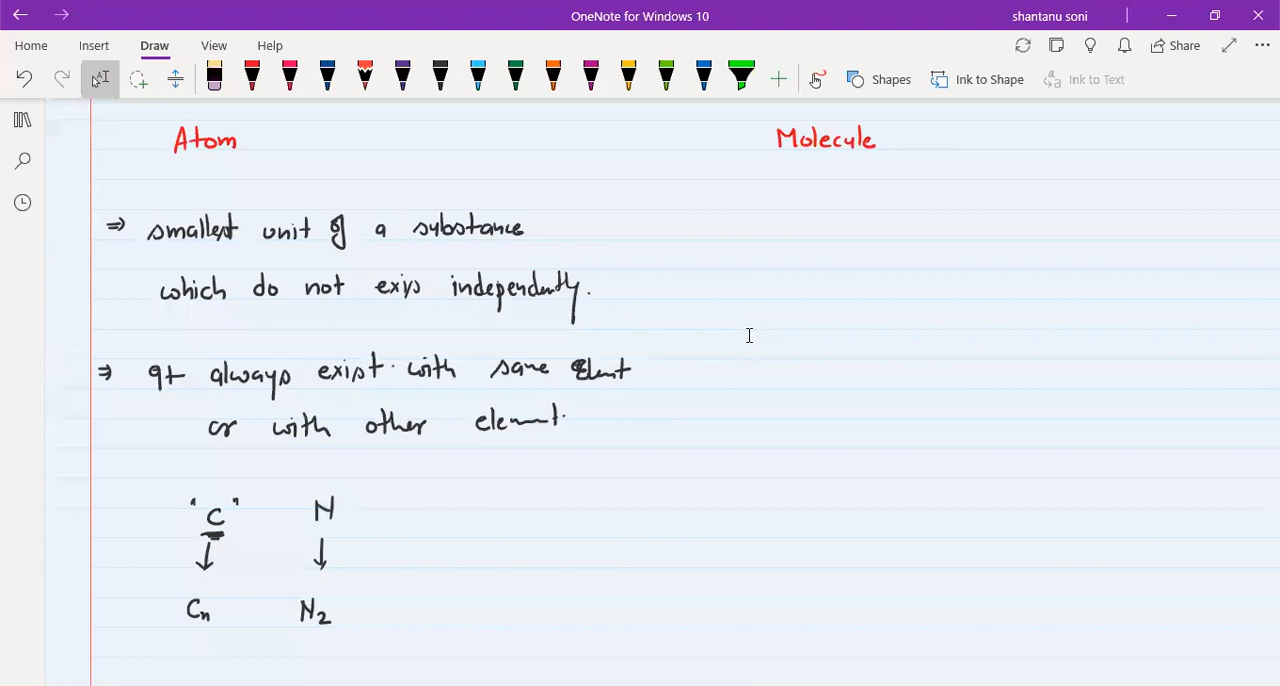 OneNote for Windows 10
shantanu soni
Home Insert Draw View Help
Share
Shapes
Ink to Shape
Ink to Text
Atom
Molecule
⇒ smallest unit of a substance
which do not exis independently.
⇒ It always exist with same Elent
or with other element.
"C" N
↓ ↓
Cn N2